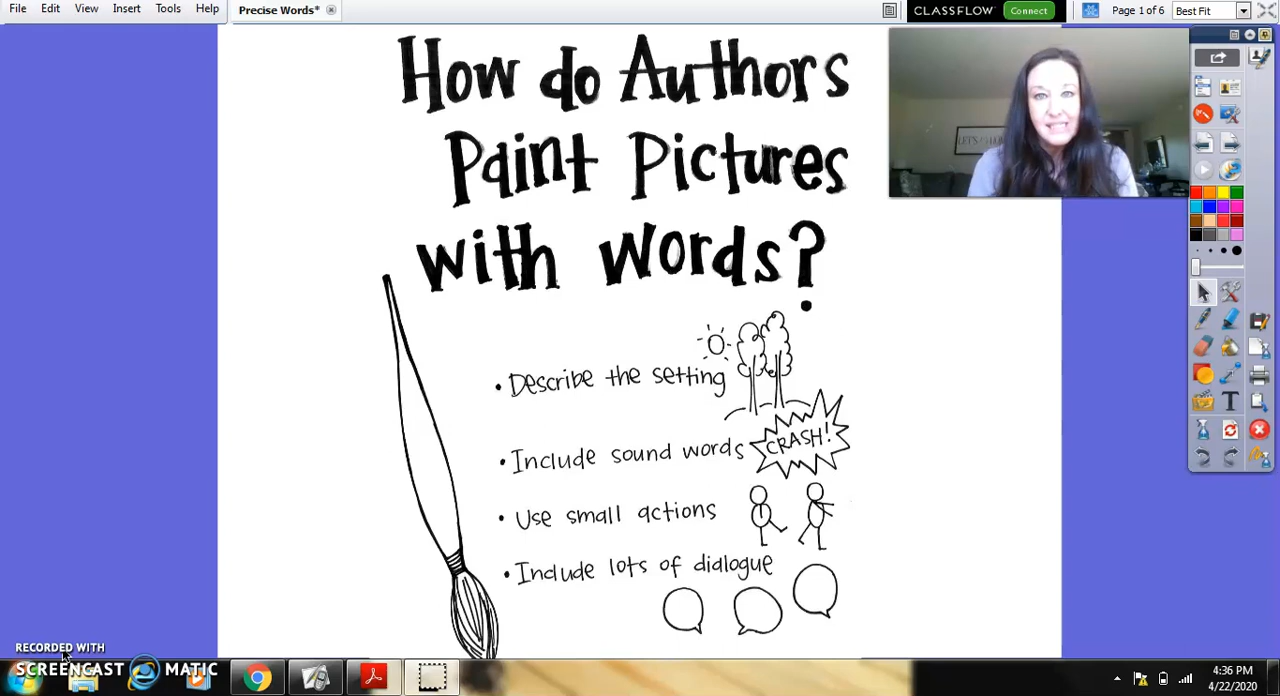 File Edit View Insert Tools Help
Precise Words*
CLASSFLOW Connect
Page 1 of 6
Best Fit
How do Authors
Paint Pictures
with words?
• Describe the setting
• Include sound words
CRASH!
• Use small actions
• Include lots of dialogue
RECORDED WITH
SCREENCAST MATIC
4:36 PM
4/22/2020